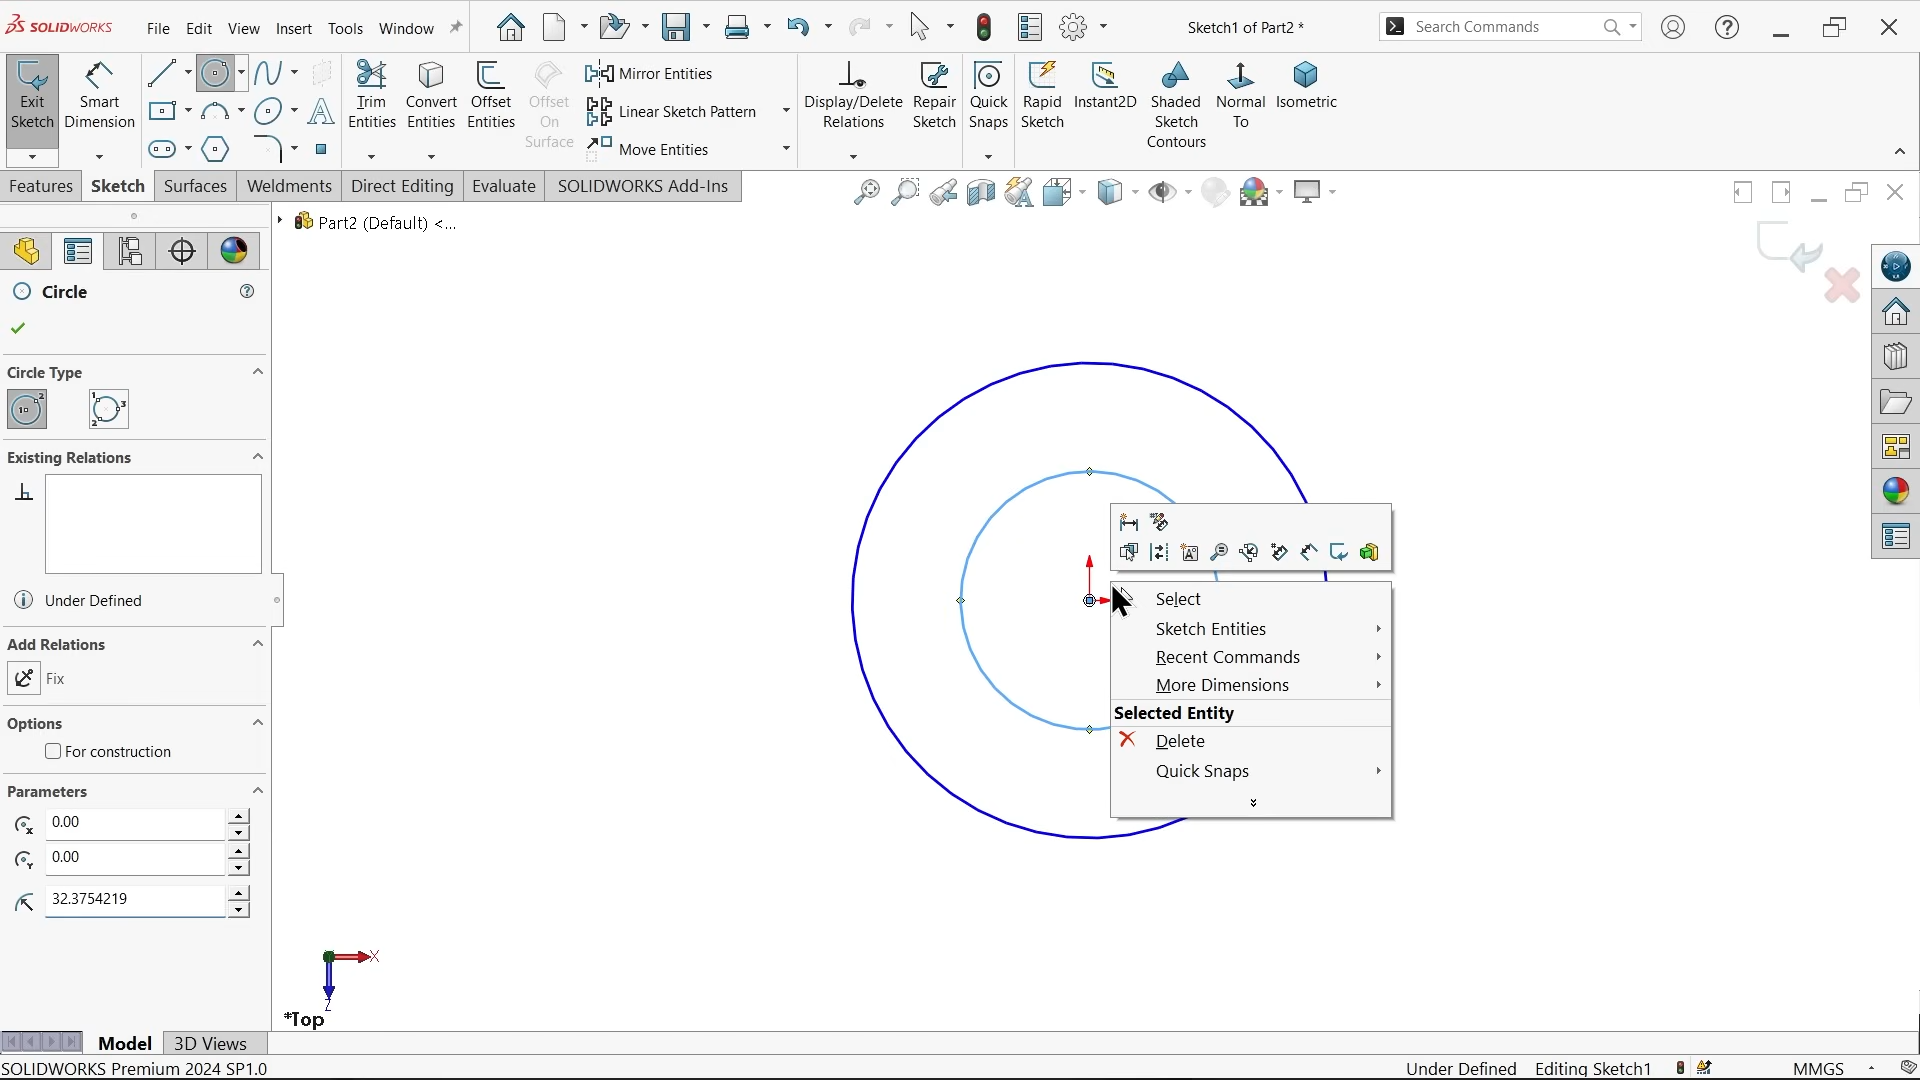 SOLIDWORKS File Edit View Insert Tools Window
Sketch1 of Part2 *
Search Commands
Exit Sketch
Smart Dimension
Trim Entities
Convert Entities
Offset Entities
Offset On Surface
Mirror Entities
Linear Sketch Pattern
Move Entities
Display/Delete Relations
Repair Sketch
Quick Snaps
Rapid Sketch
Instant2D
Shaded Sketch Contours
Normal To
Isometric
Features Sketch Surfaces Weldments Direct Editing Evaluate SOLIDWORKS Add-Ins
Part2 (Default) <...
Circle
Circle Type
Existing Relations
Under Defined
Add Relations
Fix
Options
For construction
Parameters
0.00
0.00
32.3754219
Select
Sketch Entities
Recent Commands
More Dimensions
Selected Entity
Delete
Quick Snaps
X
Z
*Top
Model 3D Views
SOLIDWORKS Premium 2024 SP1.0
Under Defined Editing Sketch1 MMGS